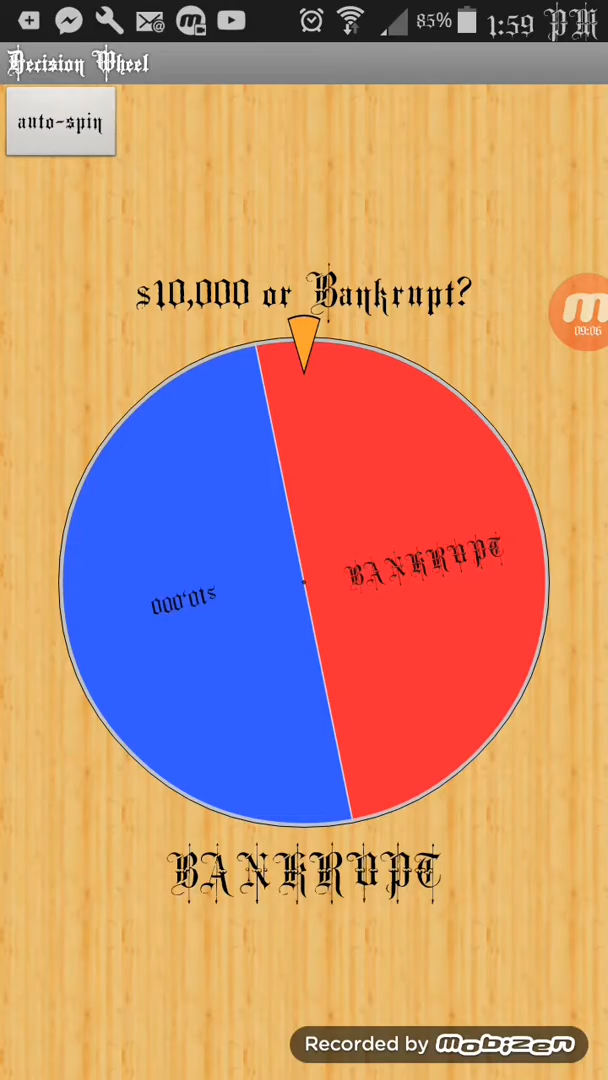 85% 1:59 PM
Decision Wheel
auto-spin
$10,000 or Bankrupt?
09:06
BANKRUPT
$10,000
BANKRUPT
Recorded by mobizen